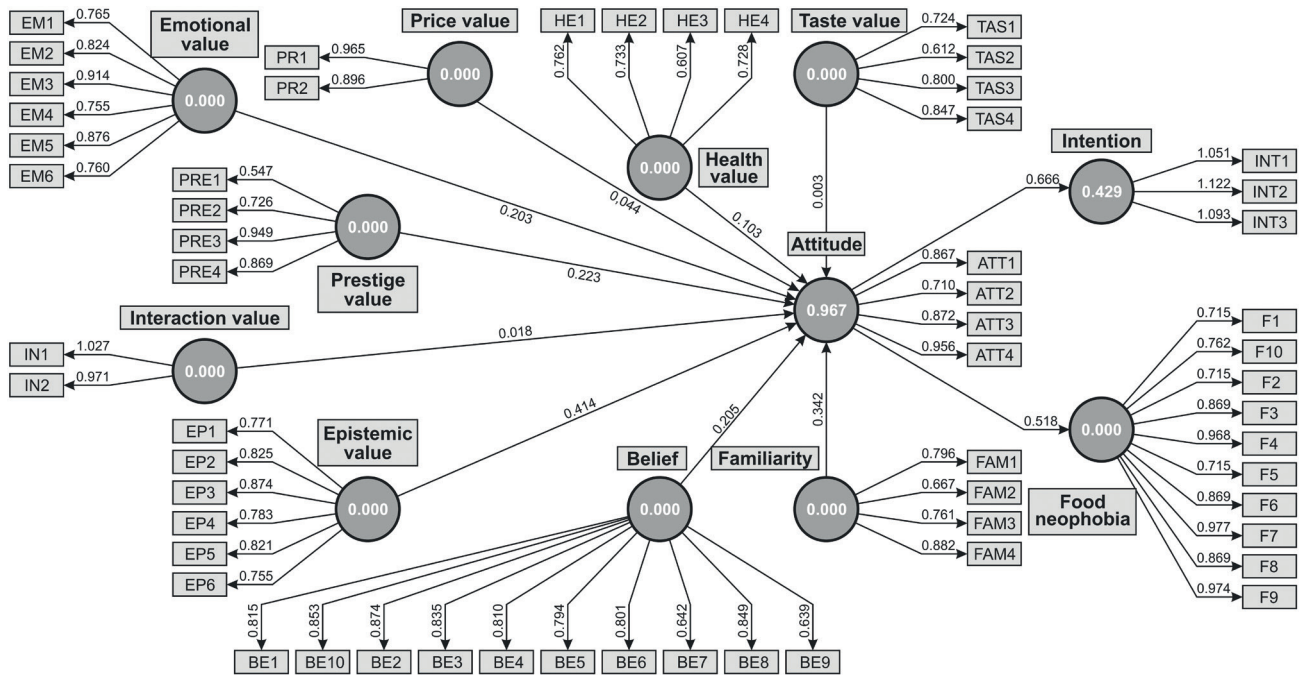 EM1
0.765
EM2
0.824
EM3
0.914
EM4
0.755
EM5
0.876
EM6
0.760
Emotional
value
0.000
PR1
0.965
PR2
0.896
Price value
0.000
HE1
HE2
HE3
HE4
0.762
0.733
0.607
0.728
0.000
Health
value
Taste value
0.000
0.724
TAS1
0.612
TAS2
0.800
TAS3
0.847
TAS4
PRE1
0.547
PRE2
0.726
PRE3
0.949
PRE4
0.869
0.000
Prestige
value
0.203
0.044
0.103
0.003
0.223
Intention
0.666
0.429
1.051
INT1
1.122
INT2
1.093
INT3
Attitude
0.967
0.867
ATT1
0.710
ATT2
0.872
ATT3
0.956
ATT4
Interaction value
IN1
1.027
IN2
0.971
0.000
0.018
0.414
0.205
0.342
0.518
EP1
0.771
EP2
0.825
EP3
0.874
EP4
0.783
EP5
0.821
EP6
0.755
Epistemic
value
0.000
Belief
0.000
0.815
0.853
0.874
0.835
0.810
0.794
0.801
0.642
0.849
0.639
BE1
BE10
BE2
BE3
BE4
BE5
BE6
BE7
BE8
BE9
Familiarity
0.000
0.796
FAM1
0.667
FAM2
0.761
FAM3
0.882
FAM4
0.000
Food
neophobia
0.715
F1
0.762
F10
0.715
F2
0.869
F3
0.968
F4
0.715
F5
0.869
F6
0.977
F7
0.869
F8
0.974
F9